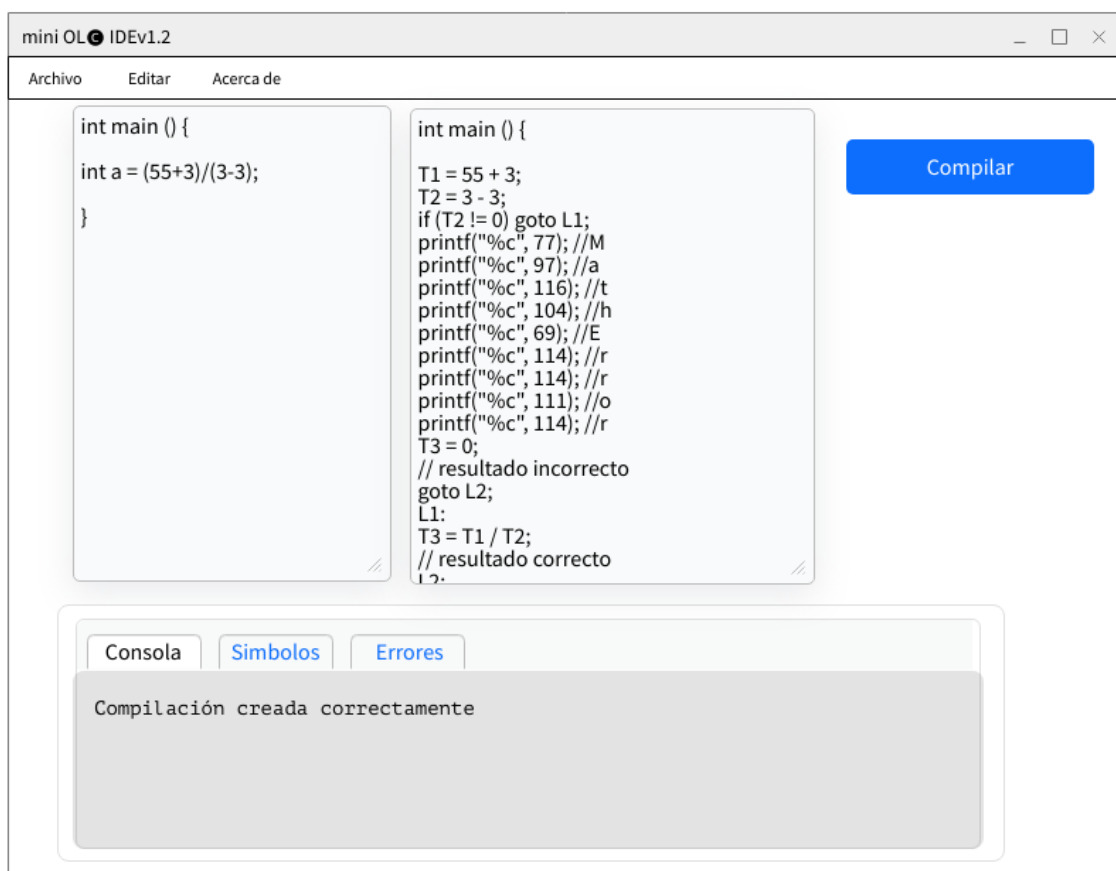 mini OLC IDEv1.2
Archivo Editar Acerca de
int main () {
int a = (55+3)/(3-3);
}
int main () {
T1 = 55 + 3;
T2 = 3 - 3;
if (T2 != 0) goto L1;
printf("%c", 77); //M
printf("%c", 97); //a
printf("%c", 116); //t
printf("%c", 104); //h
printf("%c", 69); //E
printf("%c", 114); //r
printf("%c", 114); //r
printf("%c", 111); //o
printf("%c", 114); //r
T3 = 0;
// resultado incorrecto
goto L2;
L1:
T3 = T1 / T2;
// resultado correcto
L2:
Compilar
Consola Simbolos Errores
Compilación creada correctamente